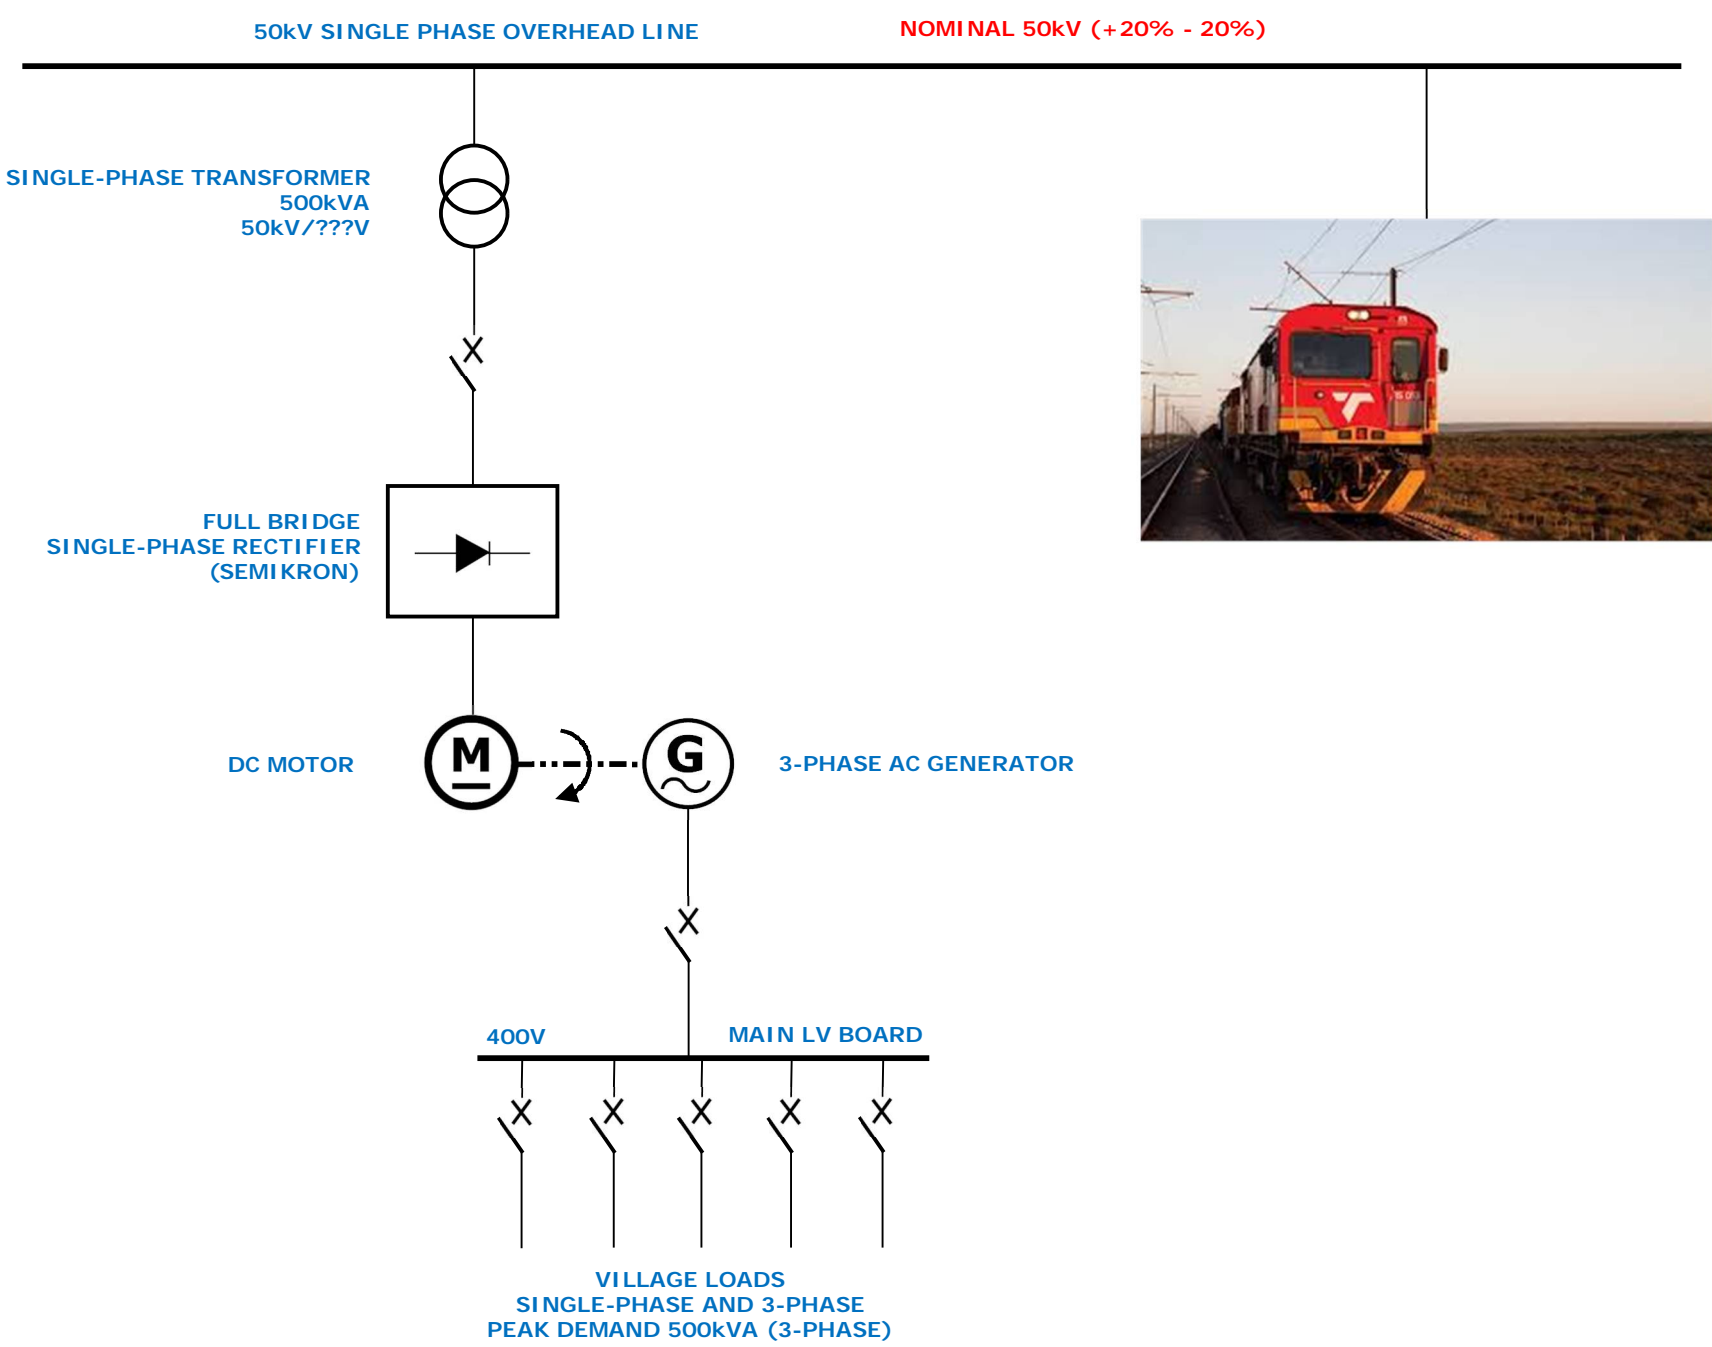 50kV SINGLE PHASE OVERHEAD LINE
NOMINAL 50kV (+20% - 20%)
SINGLE-PHASE TRANSFORMER
500kVA
50kV/???V
FULL BRIDGE
SINGLE-PHASE RECTIFIER
(SEMIKRON)
DC MOTOR
M
G
3-PHASE AC GENERATOR
400V
MAIN LV BOARD
VILLAGE LOADS
SINGLE-PHASE AND 3-PHASE
PEAK DEMAND 500kVA (3-PHASE)